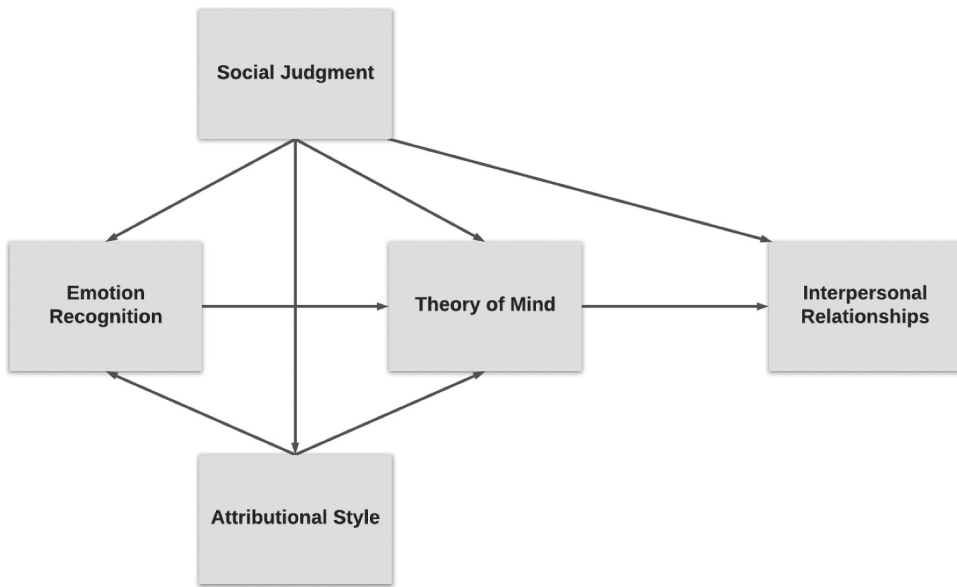 Social Judgment
Emotion
Recognition
Theory of Mind
Interpersonal
Relationships
Attributional Style